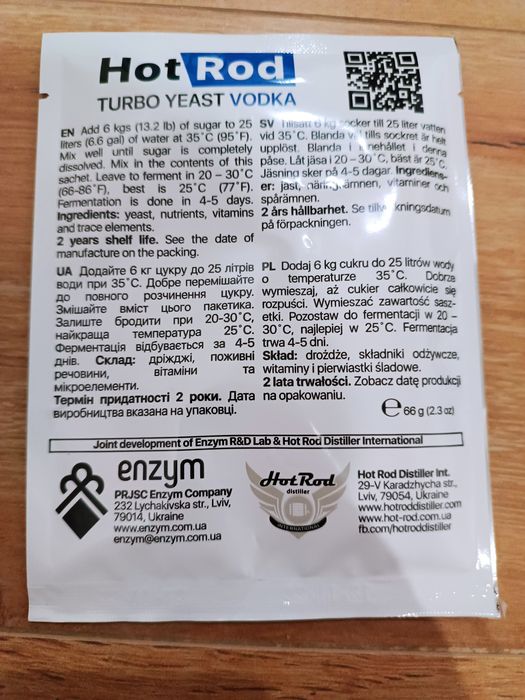 Hot Rod
TURBO YEAST VODKA
EN Add 6 kgs (13.2 lb) of sugar to 25
liters (6.6 gal) of water at 35°C (95°F).
Mix well until sugar is completely
dissolved. Mix in the contents of this
sachet. Leave to ferment in 20 – 30°C
(66-86°F), best is 25°C (77°F).
Fermentation is done in 4-5 days.
Ingredients: yeast, nutrients, vitamins
and trace elements.
2 years shelf life. See the date of
manufacture on the packing.
SV Tillsätt 6 kg socker till 25 liter vatten
vid 35°C. Blanda tills sockret är helt
upplöst. Blanda i innehållet i denna
påse. Låt jäsa i 20 – 30°C, bäst är 25°C.
Jäsning sker på 4-5 dagar. Ingrediens-
er: jäst, näringsämnen, vitaminer och
spårämnen.
2 års hållbarhet. Se
på förpackningen.
UA Додайте 6 кг цукру до 25 літрів
води при 35°C. Добре перемішайте
до повного розчинення цукру.
Змішайте вміст цього пакетика.
Залиште бродити при 20-30°C,
найкраща температура 25°C.
Ферментація відбувається за 4-5
днів. Склад: дріжджі, поживні
речовини, вітаміни та
мікроелементи.
Термін придатності 2 роки. Дата
виробництва вказана на упаковці.
PL Dodaj 6 kg cukru do 25 litrów wody
o temperaturze 35°C. Dobrze
wymieszaj, aż cukier całkowicie się
rozpuści. Wymieszać zawartość sasz-
etki. Pozostaw do fermentacji w 20 –
30°C, najlepiej w 25°C. Fermentacja
trwa 4-5 dni.
Skład: drożdże, składniki odżywcze,
witaminy i pierwiastki śladowe.
2 lata trwałości. Zobacz datę produkcji
na opakowaniu.
℮ 66 g (2.3 oz)
Joint development of Enzym R&D Lab & Hot Rod Distiller International
enzym
PRJSC Enzym Company
232 Lychakivska str., Lviv,
79014, Ukraine
www.enzym.com.ua
enzym@enzym.com.ua
Hot Rod
distiller
INTERNATIONAL
Hot Rod Distiller Int.
29-V Karadzhycha str.,
Lviv, 79054, Ukraine
www.hotroddistiller.com
www.hot-rod.com.ua
fb.com/hotroddistiller